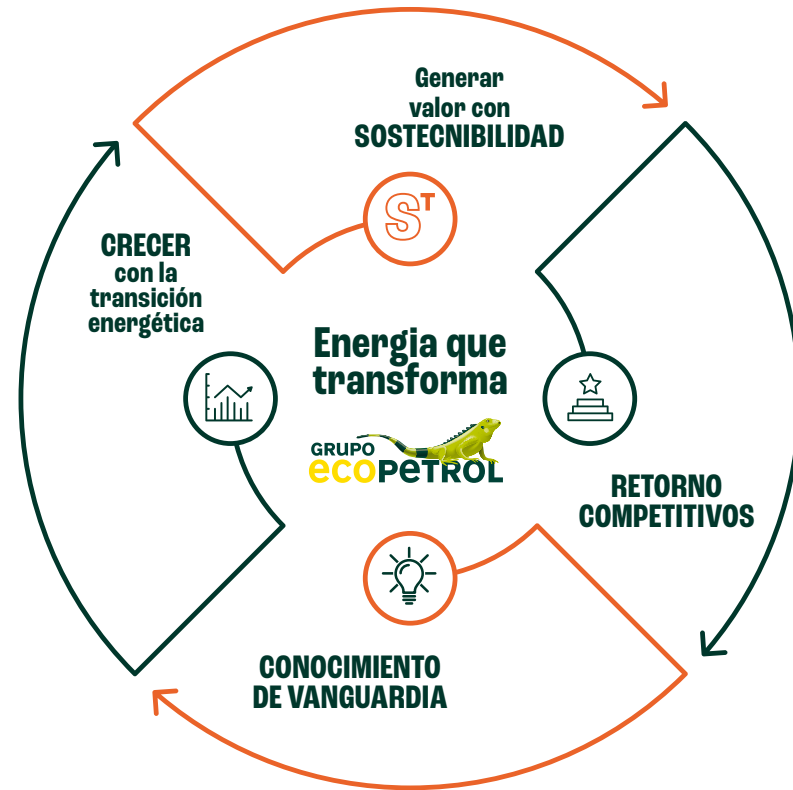 Generar
valor con
SOSTECNIBILIDAD
S T
CRECER
con la
transición
energética
Energia que
transforma
GRUPO
ecopetrol
RETORNO
COMPETITIVOS
CONOCIMIENTO
DE VANGUARDIA